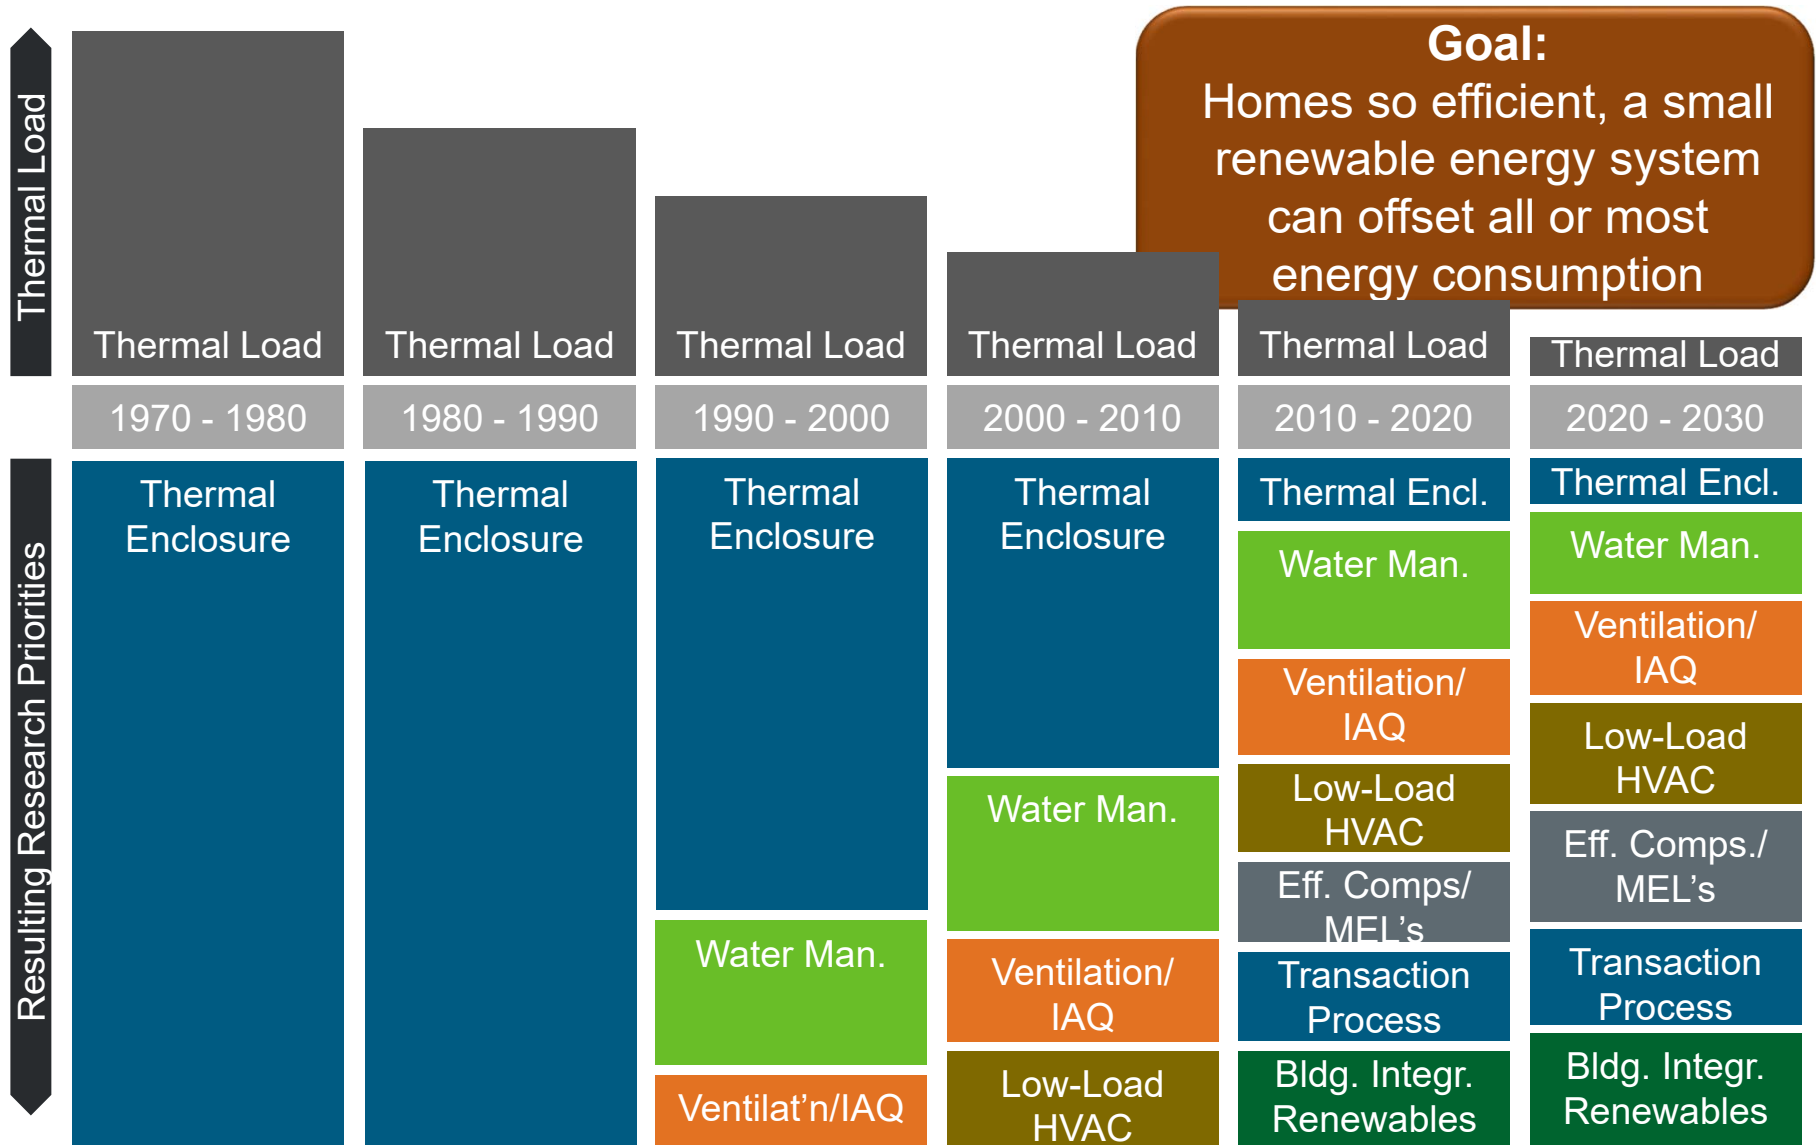 Goal:
Homes so efficient, a small
renewable energy system
can offset all or most
energy consumption
Thermal Load
Thermal Load
Thermal Load
Thermal Load
Thermal Load
Thermal Load
Thermal Load
1970 - 1980
1980 - 1990
1990 - 2000
2000 - 2010
2010 - 2020
2020 - 2030
Resulting Research Priorities
Thermal
Enclosure
Thermal
Enclosure
Thermal
Enclosure
Water Man.
Ventilat’n/IAQ
Thermal
Enclosure
Water Man.
Ventilation/
IAQ
Low-Load
HVAC
Thermal Encl.
Water Man.
Ventilation/
IAQ
Low-Load
HVAC
Eff. Comps/
MEL’s
Transaction
Process
Bldg. Integr.
Renewables
Thermal Encl.
Water Man.
Ventilation/
IAQ
Low-Load
HVAC
Eff. Comps./
MEL’s
Transaction
Process
Bldg. Integr.
Renewables